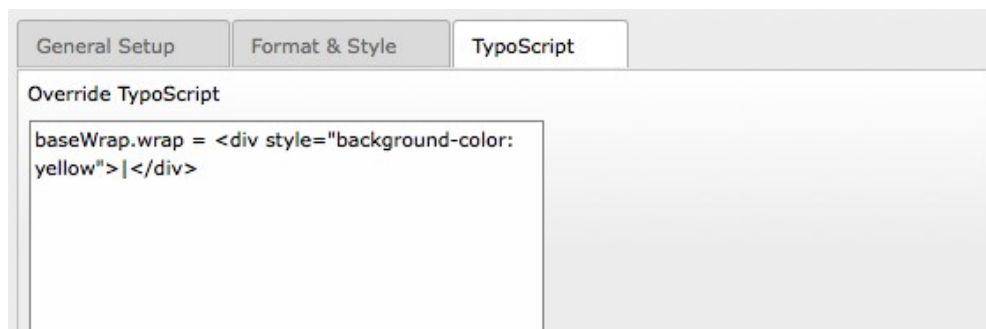 General Setup Format & Style TypoScript
Override TypoScript
baseWrap.wrap = <div style="background-color:
yellow">|</div>